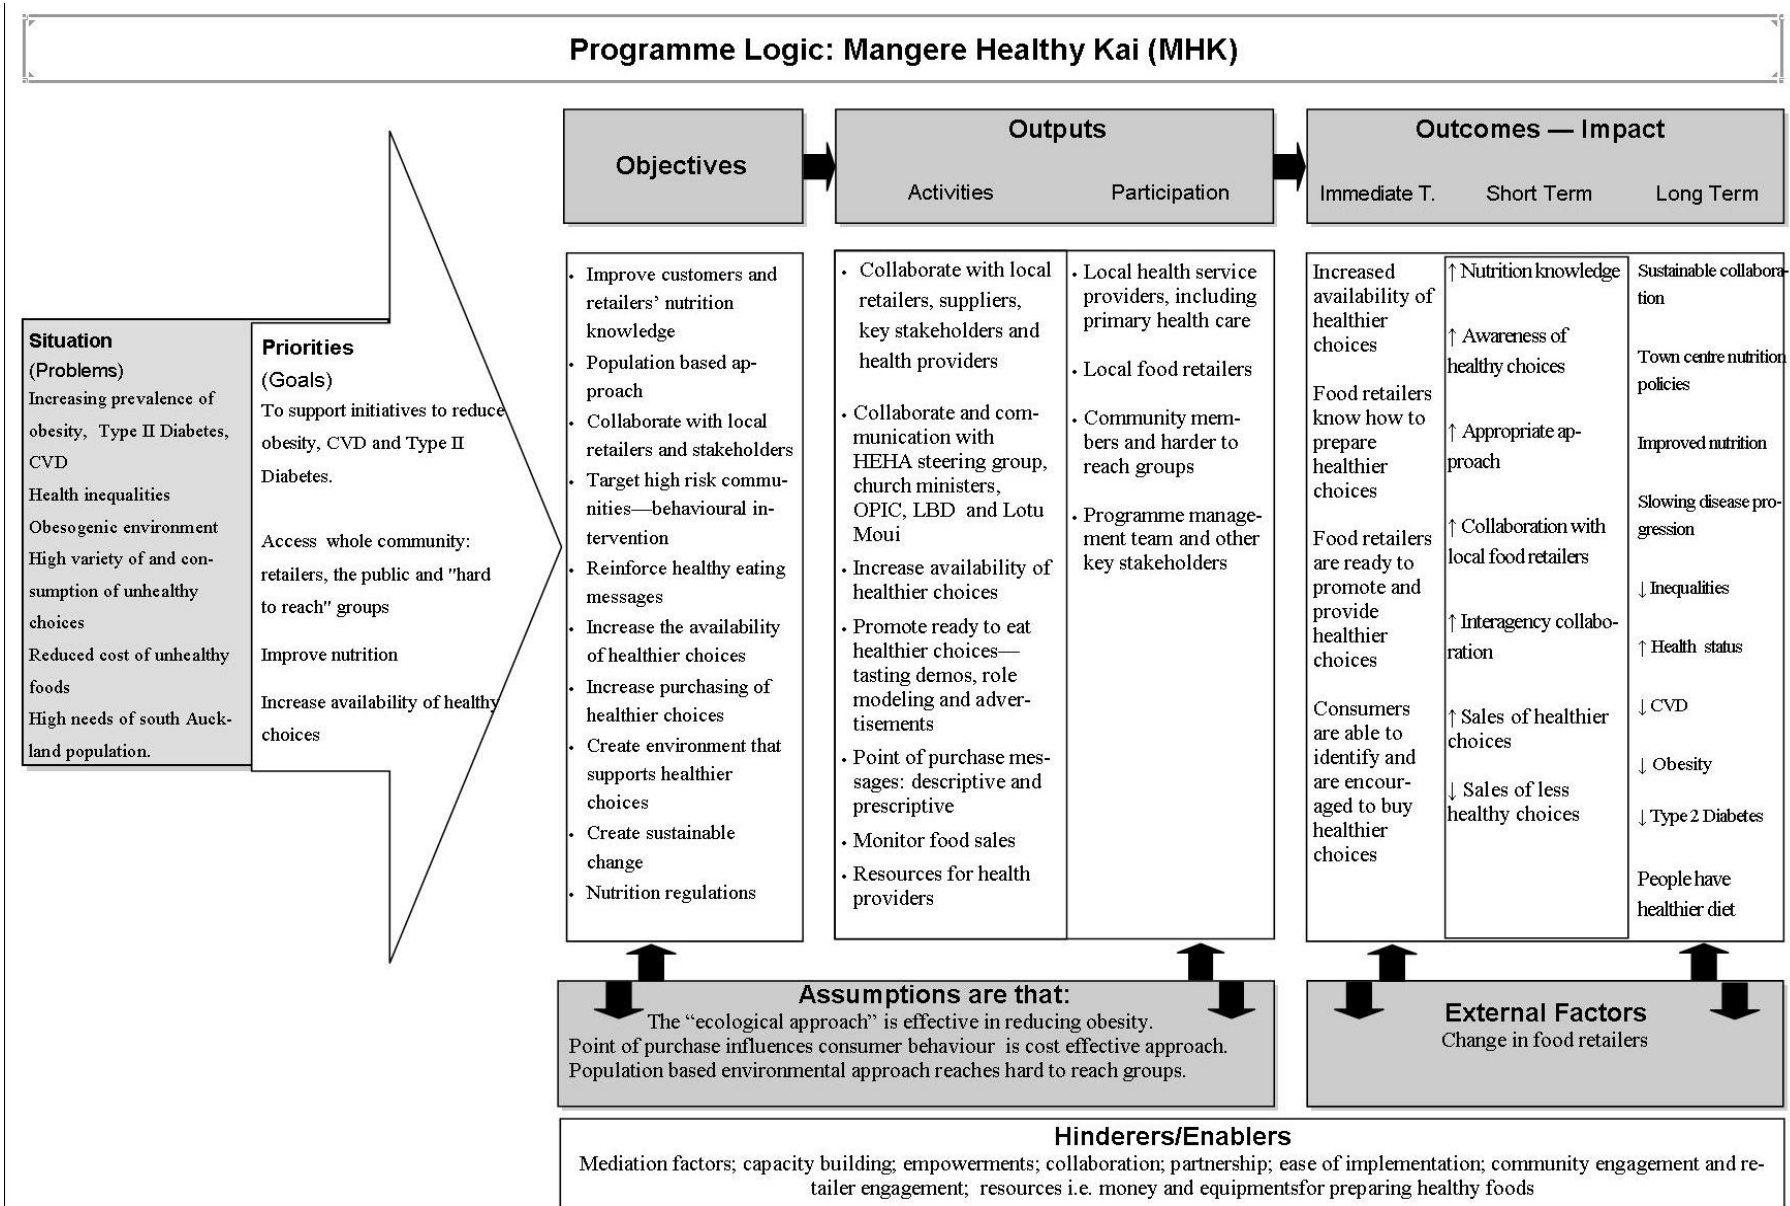 Programme Logic: Mangere Healthy Kai (MHK)
Situation
(Problems)
Increasing prevalence of
obesity, Type II Diabetes,
CVD
Health inequalities
Obesogenic environment
High variety of and con-
sumption of unhealthy
choices
Reduced cost of unhealthy
foods
High needs of south Auck-
land population.
Priorities
(Goals)
To support initiatives to reduce
obesity, CVD and Type II
Diabetes.
Access whole community:
retailers, the public and "hard
to reach" groups
Improve nutrition
Increase availability of healthy
choices
Objectives
• Improve customers and
retailers’ nutrition
knowledge
• Population based ap-
proach
• Collaborate with local
retailers and stakeholders
• Target high risk commu-
nities—behavioural in-
tervention
• Reinforce healthy eating
messages
• Increase the availability
of healthier choices
• Increase purchasing of
healthier choices
• Create environment that
supports healthier
choices
• Create sustainable
change
• Nutrition regulations
Outputs
Activities
• Collaborate with local
retailers, suppliers,
key stakeholders and
health providers
• Collaborate and com-
munication with
HEHA steering group,
church ministers,
OPIC, LBD and Lotu
Moui
• Increase availability of
healthier choices
• Promote ready to eat
healthier choices—
tasting demos, role
modeling and adver-
tisements
• Point of purchase mes-
sages: descriptive and
prescriptive
• Monitor food sales
• Resources for health
providers
Participation
• Local health service
providers, including
primary health care
• Local food retailers
• Community mem-
bers and harder to
reach groups
• Programme manage-
ment team and other
key stakeholders
Outcomes — Impact
Immediate T.
Increased
availability of
healthier
choices
Food retailers
know how to
prepare
healthier
choices
Food retailers
are ready to
promote and
provide
healthier
choices
Consumers
are able to
identify and
are encour-
aged to buy
healthier
choices
Short Term
↑ Nutrition knowledge
↑ Awareness of
healthy choices
↑ Appropriate ap-
proach
↑ Collaboration with
local food retailers
↑ Interagency collabo-
ration
↑ Sales of healthier
choices
↓ Sales of less
healthy choices
Long Term
Sustainable collabora-
tion
Town centre nutrition
policies
Improved nutrition
Slowing disease pro-
gression
↓ Inequalities
↑ Health status
↓ CVD
↓ Obesity
↓ Type 2 Diabetes
People have
healthier diet
Assumptions are that:
The “ecological approach” is effective in reducing obesity.
Point of purchase influences consumer behaviour is cost effective approach.
Population based environmental approach reaches hard to reach groups.
External Factors
Change in food retailers
Hinderers/Enablers
Mediation factors; capacity building; empowerments; collaboration; partnership; ease of implementation; community engagement and re-
tailer engagement; resources i.e. money and equipmentsfor preparing healthy foods